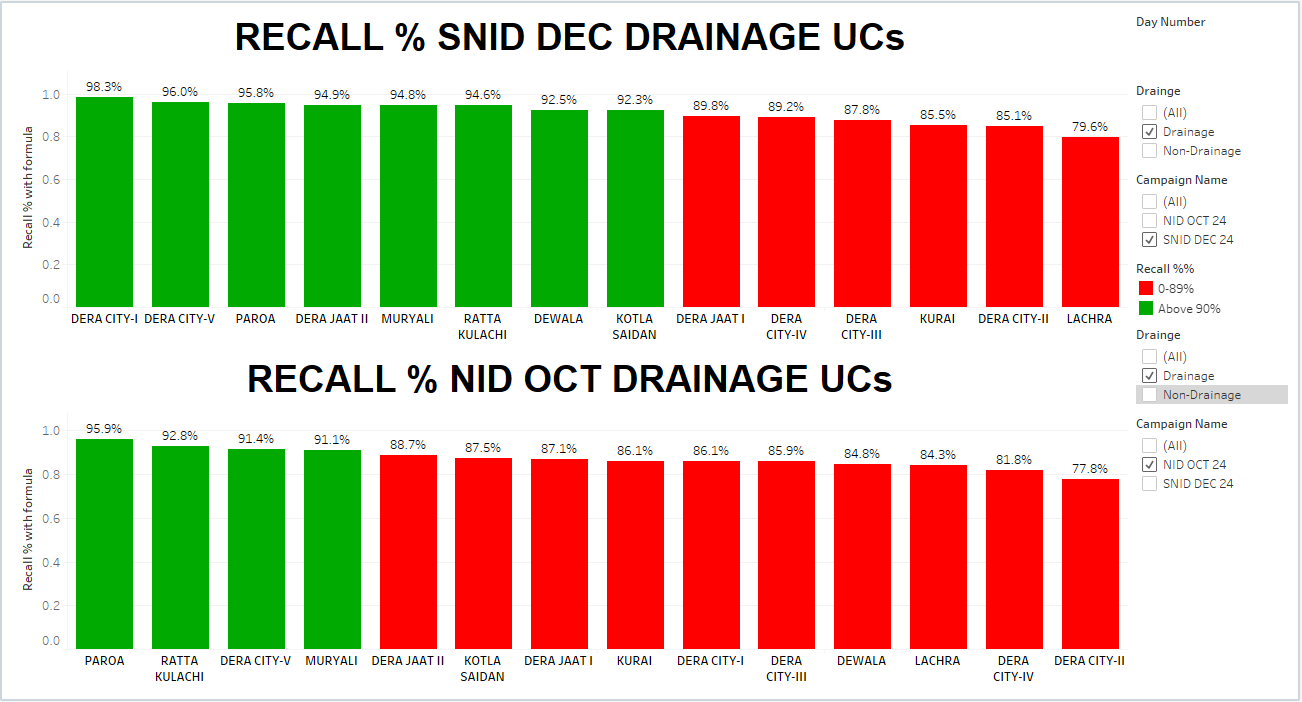 RECALL % SNID DEC DRAINAGE UCs
Recall % with formula
1.0
0.8
0.6
0.4
0.2
0.0
98.3% 96.0% 95.8% 94.9% 94.8% 94.6% 92.5% 92.3% 89.8% 89.2% 87.8% 85.5% 85.1% 79.6%
DERA CITY-I DERA CITY-V PAROA DERA JAAT II MURYALI RATTA DEWALA KOTLA DERA JAAT I DERA DERA KURAI DERA CITY-II LACHRA
KULACHI SAIDAN CITY-IV CITY-III
RECALL % NID OCT DRAINAGE UCs
Recall % with formula
1.0
0.8
0.6
0.4
0.2
0.0
95.9% 92.8% 91.4% 91.1% 88.7% 87.5% 87.1% 86.1% 86.1% 85.9% 84.8% 84.3% 81.8% 77.8%
PAROA RATTA DERA CITY-V MURYALI DERA JAAT II KOTLA DERA JAAT I KURAI DERA CITY-I DERA DEWALA LACHRA DERA DERA CITY-II
KULACHI SAIDAN CITY-III CITY-IV
Day Number
Drainge
(All)
Drainage
Non-Drainage
Campaign Name
(All)
NID OCT 24
SNID DEC 24
Recall %%
0-89%
Above 90%
Drainge
(All)
Drainage
Non-Drainage
Campaign Name
(All)
NID OCT 24
SNID DEC 24